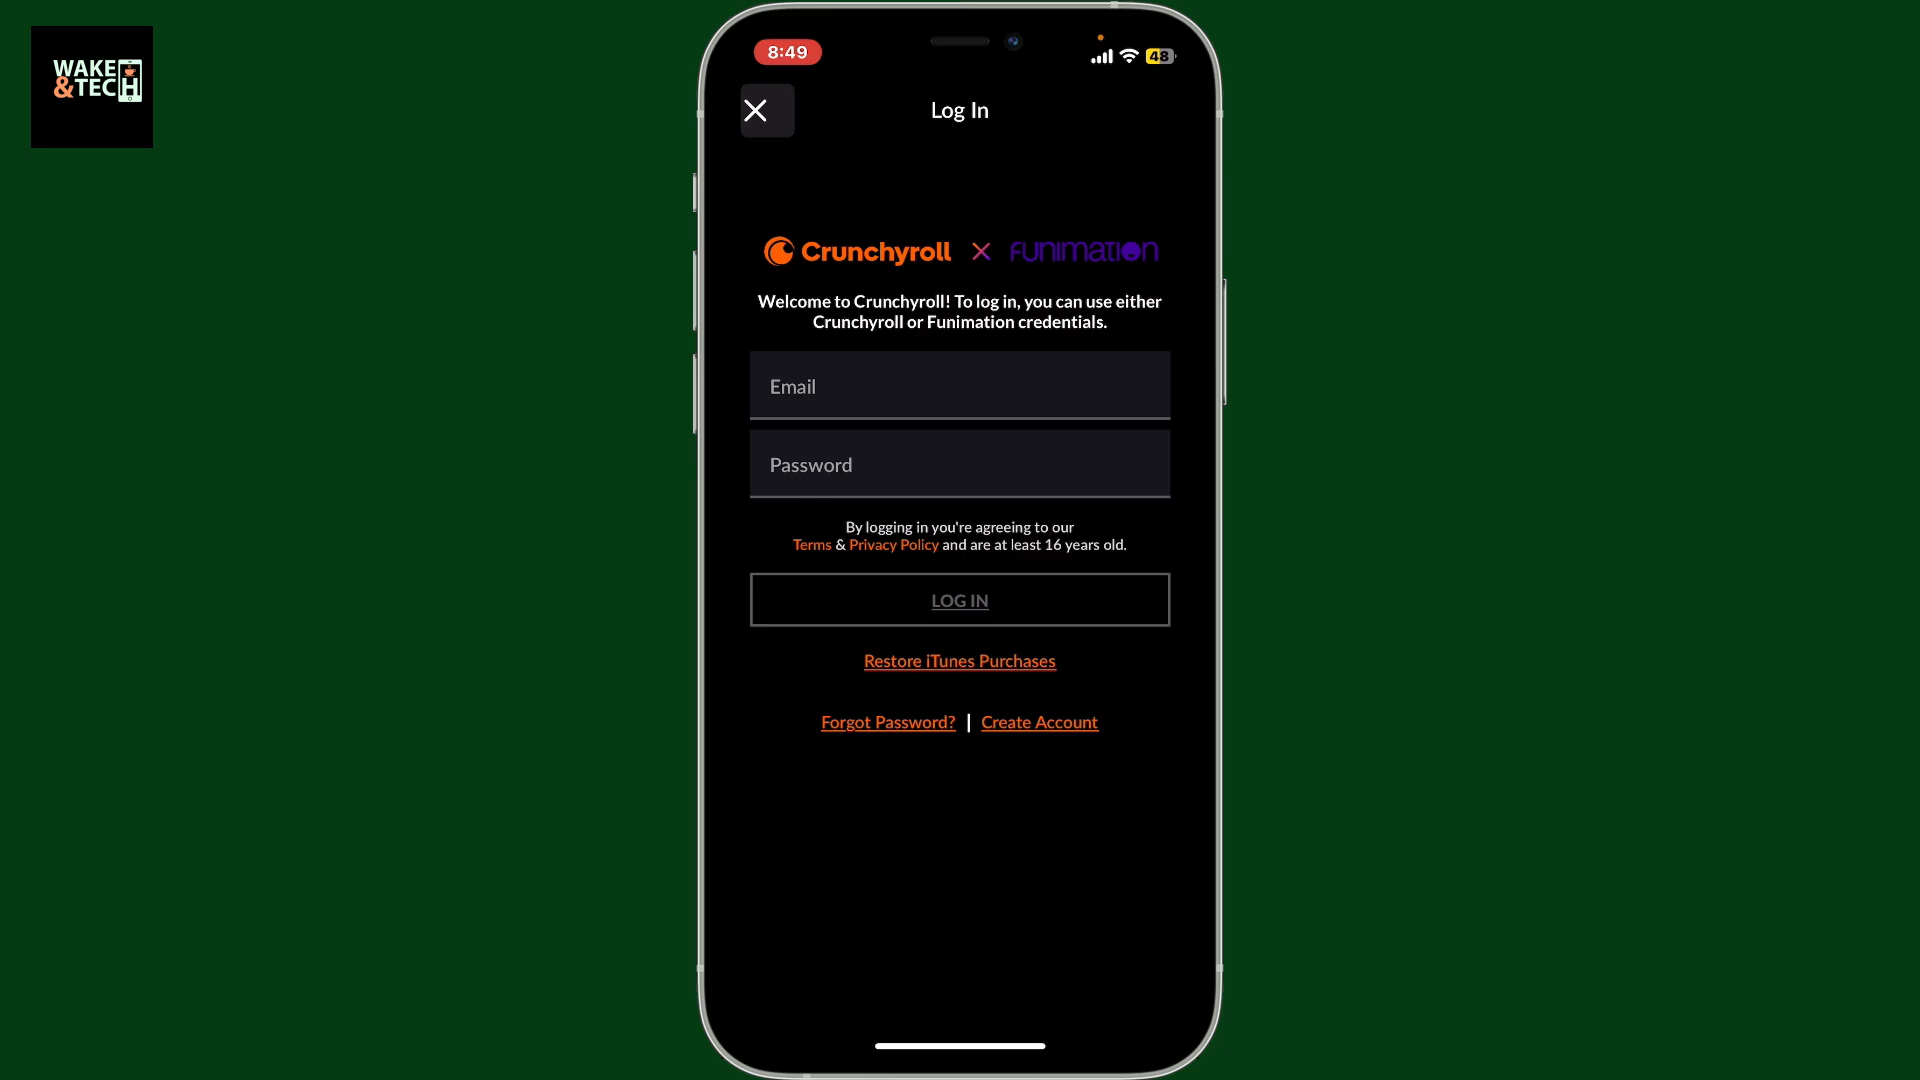 WAKE
&TECH
8:49
48
Log In
Crunchyroll X FUNIMATION
Welcome to Crunchyroll! To log in, you can use either
Crunchyroll or Funimation credentials.
Email
Password
By logging in you're agreeing to our
Terms & Privacy Policy and are at least 16 years old.
LOG IN
Restore iTunes Purchases
Forgot Password? | Create Account